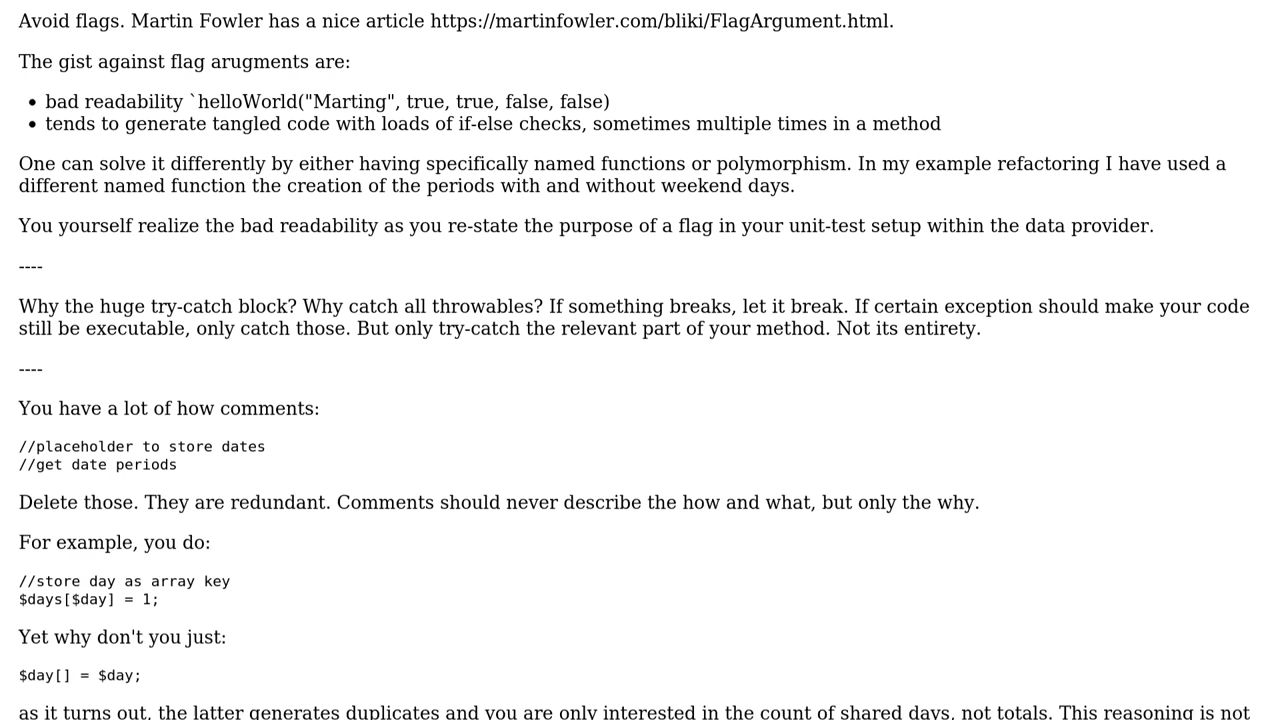 Avoid flags. Martin Fowler has a nice article https://martinfowler.com/bliki/FlagArgument.html.
The gist against flag arugments are:
• bad readability `helloWorld("Marting", true, true, false, false)
• tends to generate tangled code with loads of if-else checks, sometimes multiple times in a method
One can solve it differently by either having specifically named functions or polymorphism. In my example refactoring I have used a
different named function the creation of the periods with and without weekend days.
You yourself realize the bad readability as you re-state the purpose of a flag in your unit-test setup within the data provider.
----
Why the huge try-catch block? Why catch all throwables? If something breaks, let it break. If certain exception should make your code
still be executable, only catch those. But only try-catch the relevant part of your method. Not its entirety.
----
You have a lot of how comments:
//placeholder to store dates
//get date periods
Delete those. They are redundant. Comments should never describe the how and what, but only the why.
For example, you do:
//store day as array key
$days[$day] = 1;
Yet why don't you just:
$day[] = $day;
as it turns out, the latter generates duplicates and you are only interested in the count of shared days, not totals. This reasoning is not